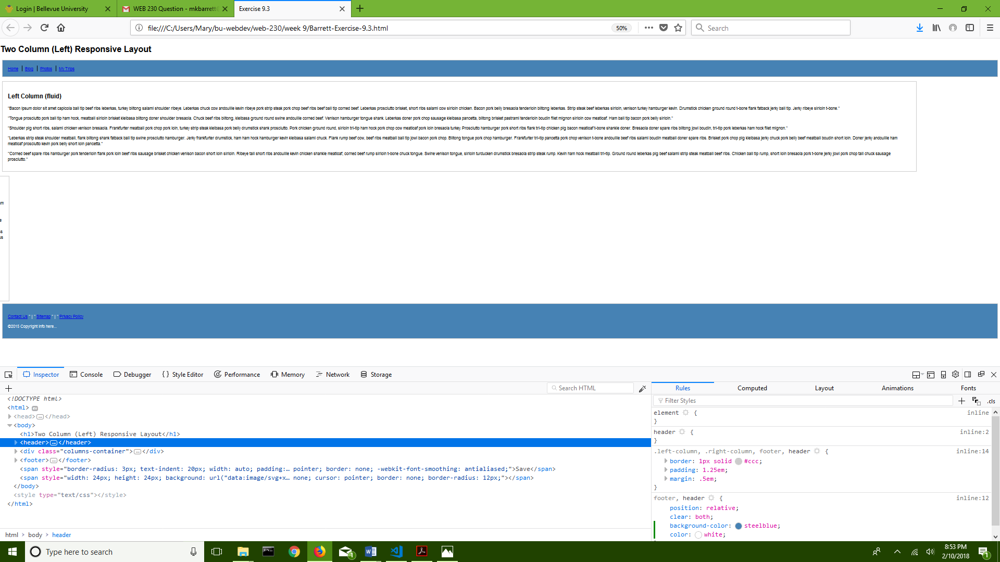 Login | Bellevue University
WEB 230 Question - mkbarrett
Exercise 9.3
file:///C:/Users/Mary/bu-webdev/web-230/week 9/Barrett-Exercise-9.3.html
50%
Search
Two Column (Left) Responsive Layout
Home | Blog | Photos | My Trips
Left Column (fluid)
"Bacon ipsum dolor sit amet capicola ball tip beef ribs leberkas, turkey biltong salami shoulder ribeye. Leberkas chuck cow andouille kevin ribeye pork strip steak pork chop beef ribs beef ball tip corned beef. Leberkas prosciutto brisket, short ribs salami cow sirloin chicken. Bacon pork belly bresaola tenderloin biltong leberkas. Strip steak beef leberkas sirloin, venison turkey hamburger kevin. Drumstick chicken ground round t-bone flank fatback jerky ball tip. Jerky ribeye sirloin t-bone."
"Tongue prosciutto pork ball tip ham hock, meatball sirloin brisket kielbasa biltong doner shoulder bresaola. Chuck beef ribs biltong, kielbasa ground round swine andouille corned beef. Venison hamburger tongue shank. Leberkas doner pork chop sausage kielbasa pancetta, biltong brisket pastrami tenderloin boudin filet mignon sirloin cow meatloaf. Ham ball tip bacon pork belly sirloin."
"Shoulder pig short ribs, salami chicken venison bresaola. Frankfurter meatball pork chop pork loin, turkey strip steak kielbasa pork belly drumstick shank prosciutto. Pork chicken ground round, sirloin tri-tip ham hock pork chop cow meatloaf pork loin bresaola turkey. Prosciutto hamburger pork short ribs flank tri-tip chicken pig bacon meatloaf t-bone shankle doner. Bresaola doner spare ribs biltong jowl boudin, tri-tip pork leberkas ham hock filet mignon."
"Leberkas strip steak shoulder meatball, flank biltong shank fatback ball tip swine prosciutto hamburger. Jerky frankfurter drumstick, ham ham hock hamburger kevin kielbasa salami chuck. Flank rump beef cow, beef ribs meatball ball tip jowl bacon pork chop. Biltong tongue pork chop hamburger. Frankfurter tri-tip pancetta pork chop venison t-bone andouille beef ribs salami boudin meatball doner spare ribs. Brisket pork chop pig kielbasa jerky chuck pork belly beef meatball boudin short loin. Doner jerky andouille ham
meatloaf prosciutto kevin pork belly short loin pancetta."
"Corned beef spare ribs hamburger pork tenderloin flank pork loin beef ribs sausage brisket chicken venison bacon short loin sirloin. Ribeye tail short ribs andouille kevin chicken shankle meatloaf, corned beef rump sirloin t-bone chuck tongue. Swine venison tongue, sirloin turducken drumstick bresaola strip steak rump. Kevin ham hock meatball tri-tip. Ground round leberkas pig beef salami strip steak meatball beef ribs. Chicken ball tip rump, short loin bresaola pork t-bone jerky jowl pork chop tail chuck sausage
prosciutto."
Contact Us " | " Sitemap " | " Privacy Policy
©2015 Copyright info here...
Inspector Console Debugger { } Style Editor Performance Memory Network Storage
Search HTML
Rules Computed Layout Animations Fonts
Filter Styles
.cls
<!DOCTYPE html>
<html> ev
<head>…</head>
<body>
<h1>Two Column (Left) Responsive Layout</h1>
<header>…</header>
<div class="columns-container">…</div>
<footer>…</footer>
<span style="border-radius: 3px; text-indent: 20px; width: auto; padding:… pointer; border: none; -webkit-font-smoothing: antialiased;">Save</span>
<span style="width: 24px; height: 24px; background: url("data:image/svg+x… none; cursor: pointer; border: none; border-radius: 12px;"></span>
</body>
<style type="text/css"></style>
</html>
html > body > header
element { inline
}
header { inline:2
}
.left-column, .right-column, footer, header { inline:14
border: 1px solid #ccc;
padding: 1.25em;
margin: .5em;
}
footer, header { inline:12
position: relative;
clear: both;
background-color: steelblue;
color: white;
Type here to search
1
8:53 PM
2/10/2018
1